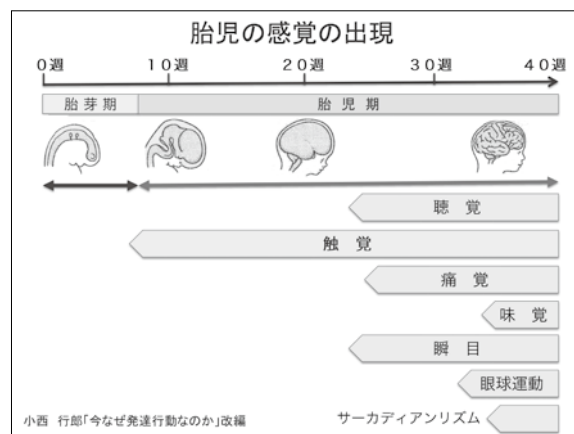 胎児の感覚の出現
0週 10週 20週 30週 40週
胎芽期 胎児期
聴覚
触覚
痛覚
味覚
瞬目
眼球運動
サーカディアンリズム
小西 行郎「今なぜ発達行動なのか」改編